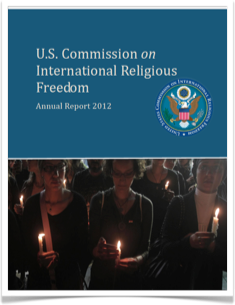 U.S. Commission on
International Religious
Freedom
Annual Report 2012